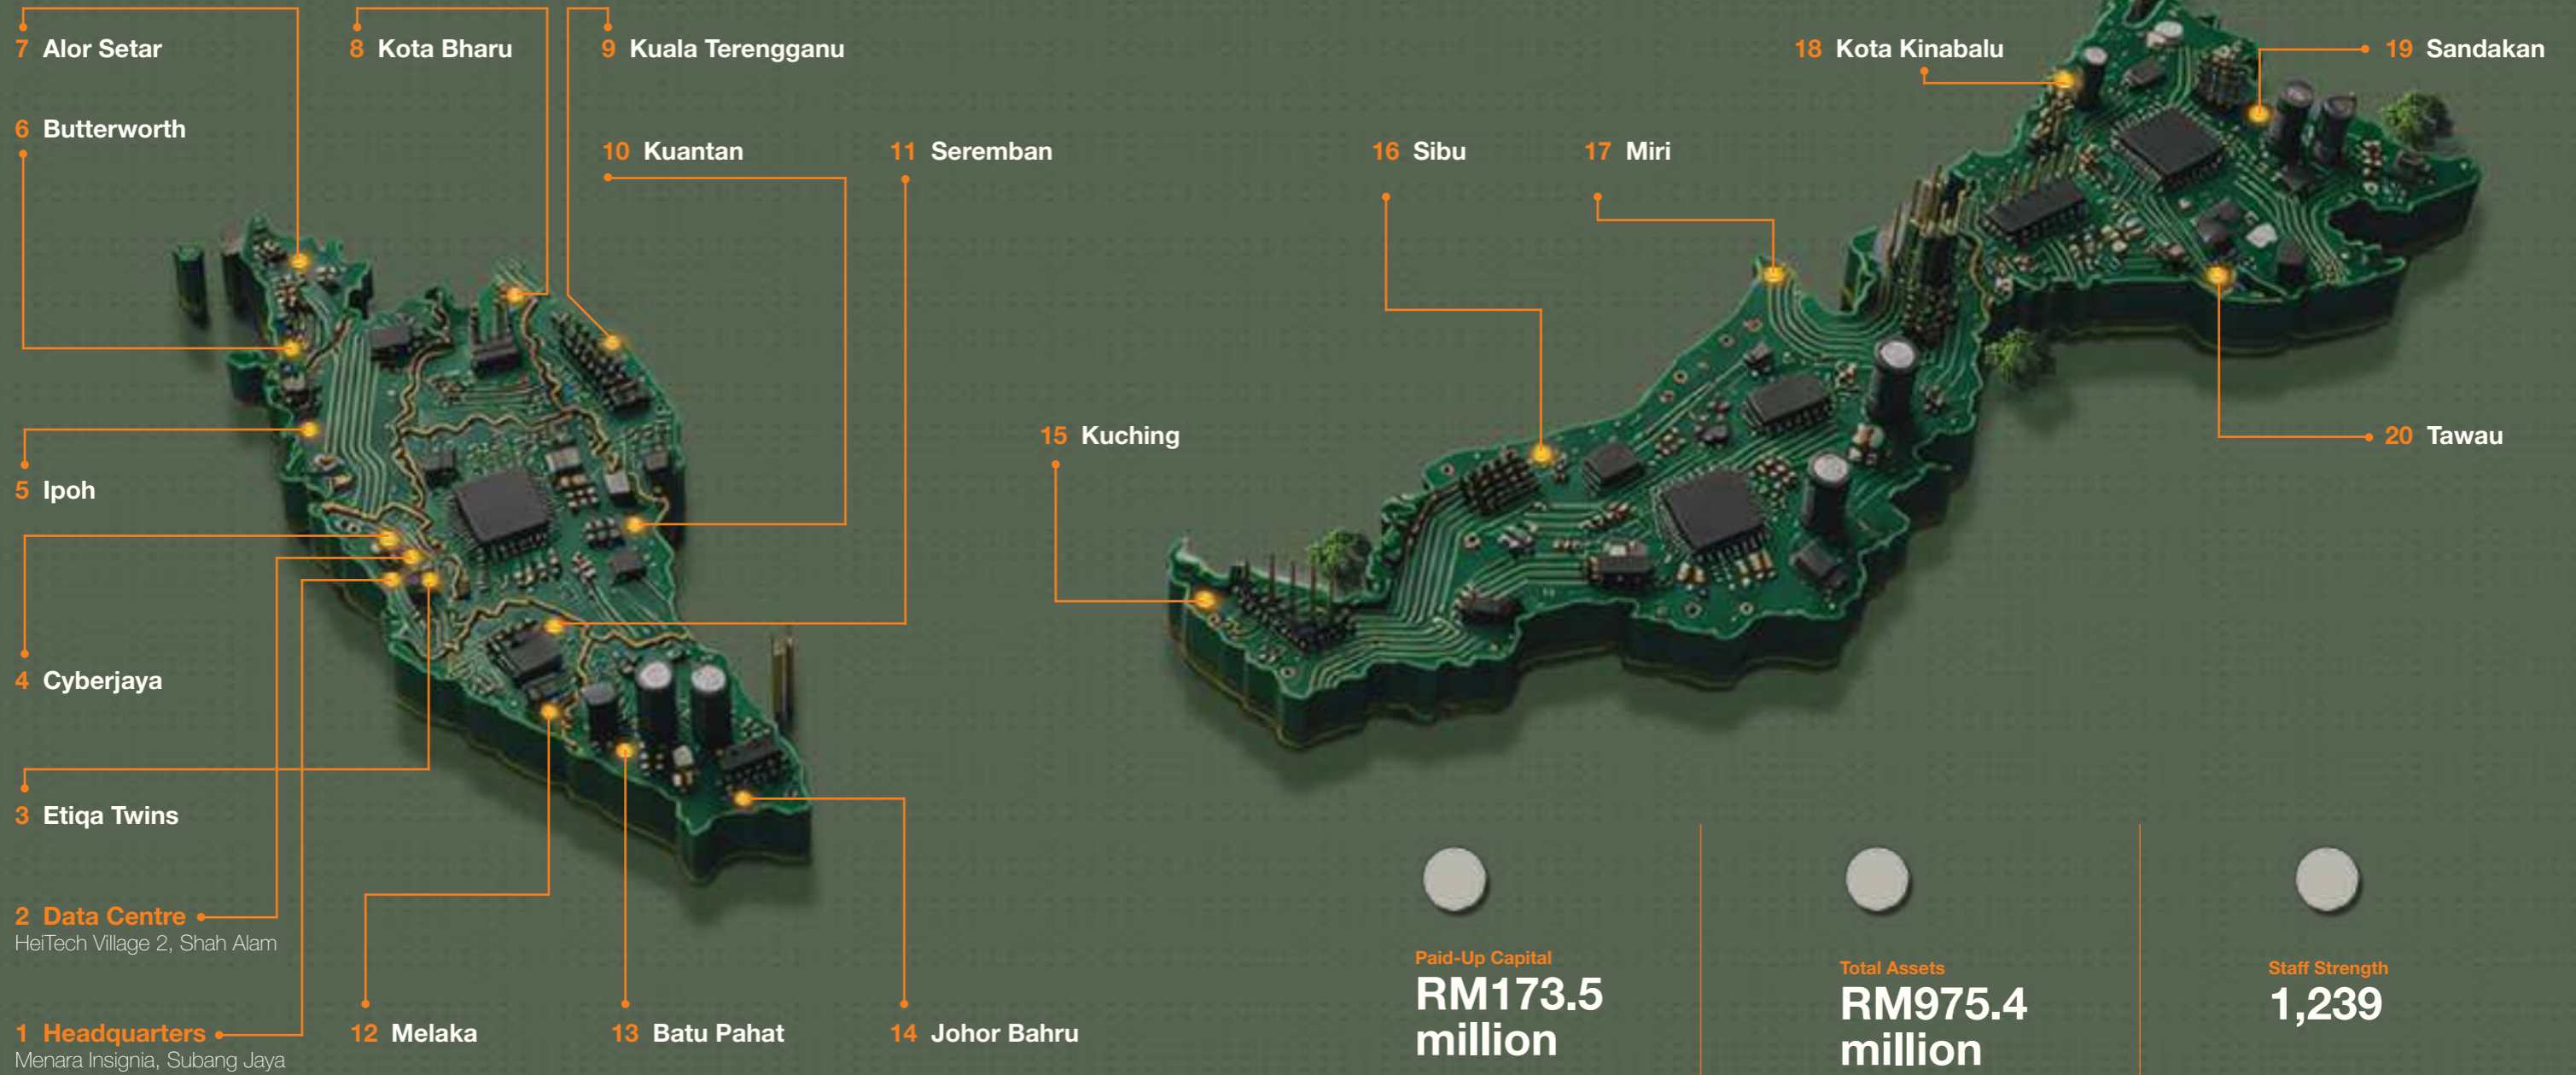 7 Alor Setar
8 Kota Bharu
9 Kuala Terengganu
18 Kota Kinabalu
19 Sandakan
6 Butterworth
10 Kuantan
11 Seremban
16 Sibu
17 Miri
15 Kuching
20 Tawau
5 Ipoh
4 Cyberjaya
3 Etiqa Twins
2 Data Centre
HeiTech Village 2, Shah Alam
1 Headquarters
Menara Insignia, Subang Jaya
12 Melaka
13 Batu Pahat
14 Johor Bahru
Paid-Up Capital
RM173.5
million
Total Assets
RM975.4
million
Staff Strength
1,239